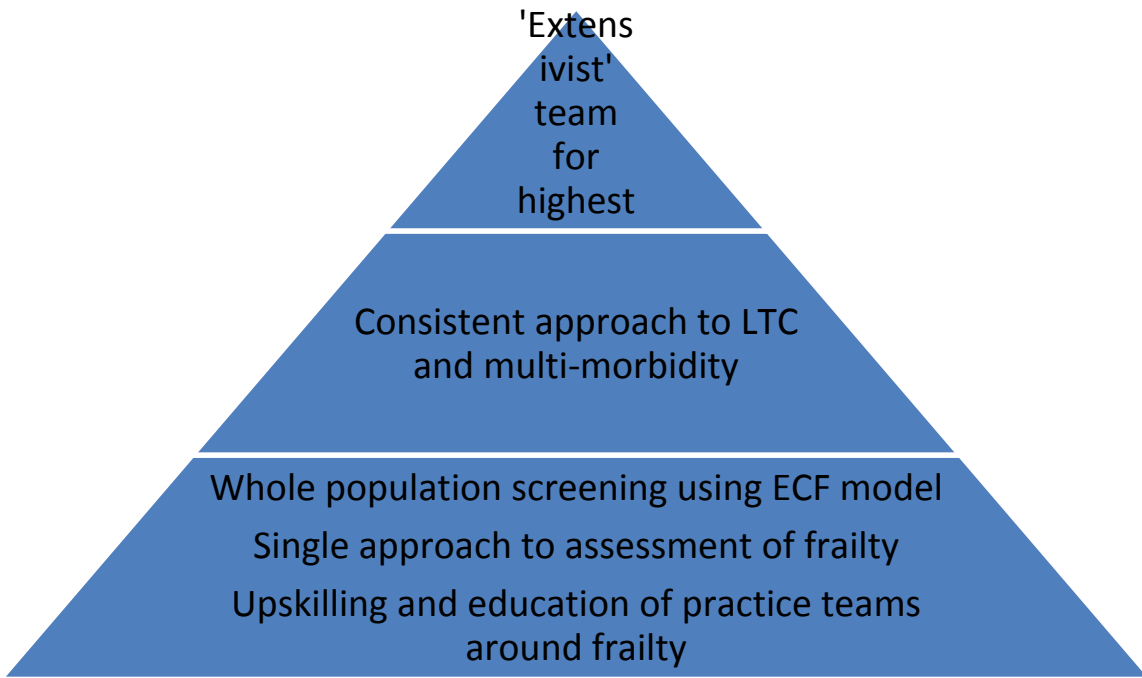 'Extens
ivist'
team
for
highest
Consistent approach to LTC
and multi-morbidity
Whole population screening using ECF model
Single approach to assessment of frailty
Upskilling and education of practice teams
around frailty